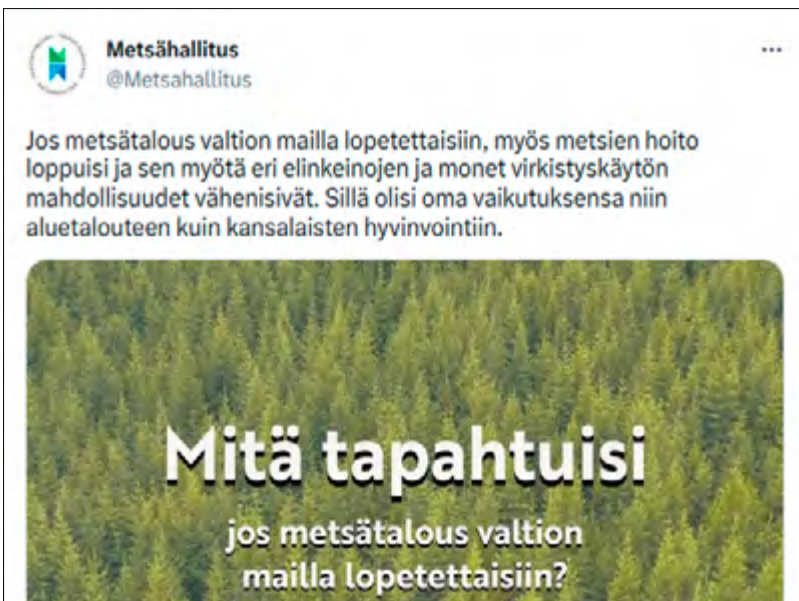 Metsähallitus
@Metsahallitus
Jos metsätalous valtion mailla lopetettaisiin, myös metsien hoito
loppuisi ja sen myötä eri elinkeinojen ja monet virkistyskäytön
mahdollisuudet vähenisivät. Sillä olisi oma vaikutuksensa niin
aluetalouteen kuin kansalaisten hyvinvointiin.
Mitä tapahtuisi
jos metsätalous valtion
mailla lopetettaisiin?